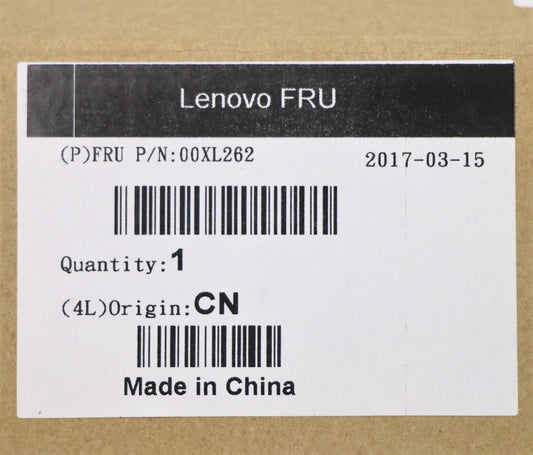 Lenovo FRU
(P)FRU P/N:00XL262 2017-03-15
Quantity:1
(4L)Origin:CN
Made in China